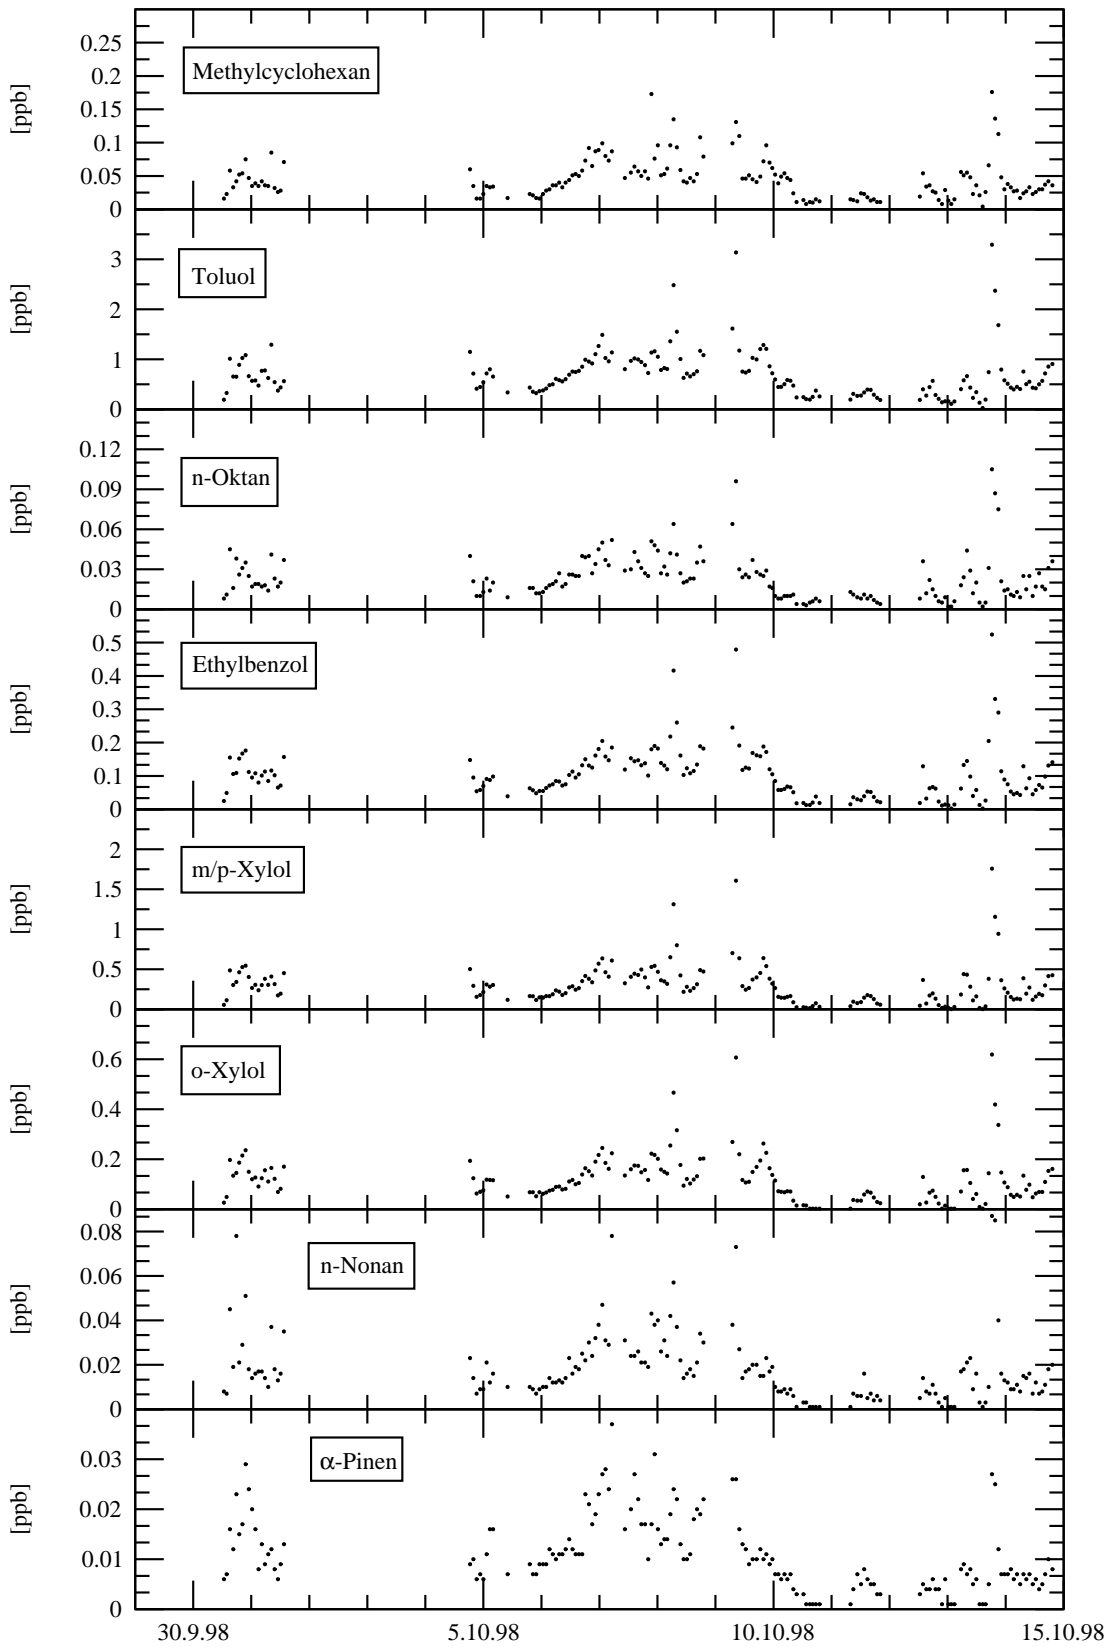 0.25
0.2
0.15
0.1
0.05
0
[ppb]
Methylcyclohexan
3
2
1
0
[ppb]
Toluol
0.12
0.09
0.06
0.03
0
[ppb]
n-Oktan
0.5
0.4
0.3
0.2
0.1
0
[ppb]
Ethylbenzol
2
1.5
1
0.5
0
[ppb]
m/p-Xylol
0.6
0.4
0.2
0
[ppb]
o-Xylol
0.08
0.06
0.04
0.02
0
[ppb]
n-Nonan
0.03
0.02
0.01
0
[ppb]
α-Pinen
30.9.98 5.10.98 10.10.98 15.10.98